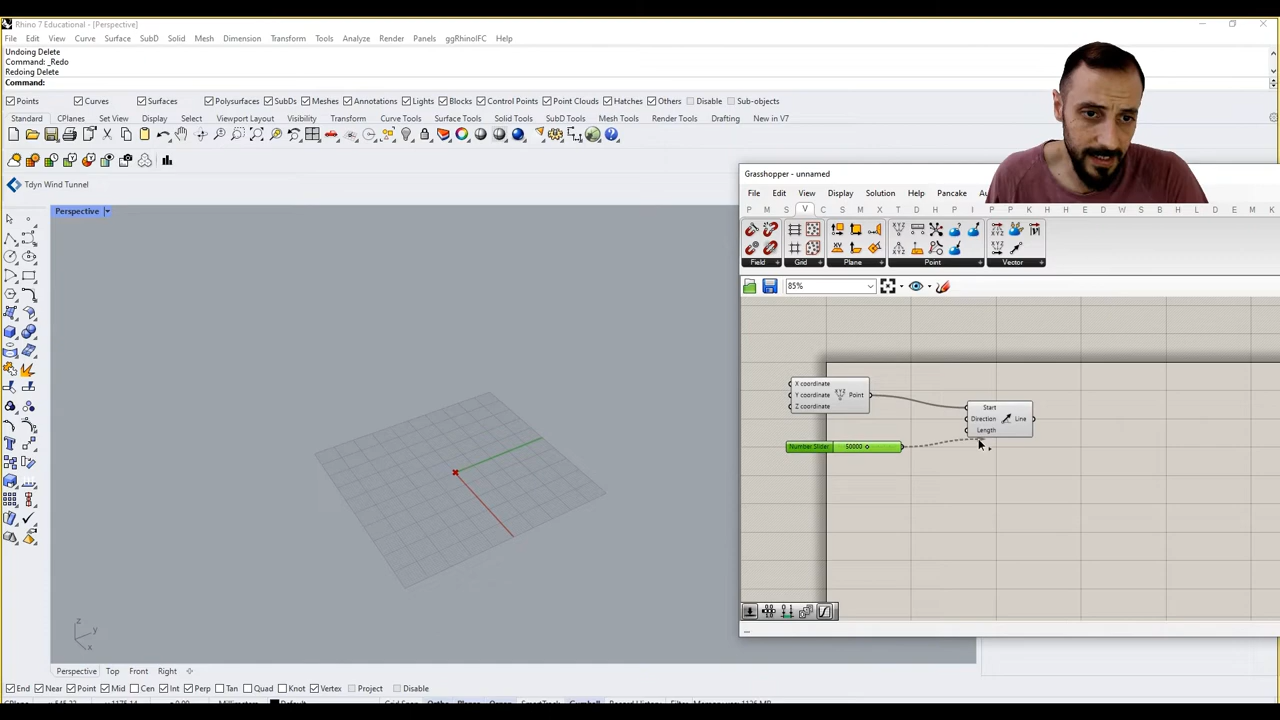 Rhino 7 Educational - [Perspective]
File Edit View Curve Surface SubD Solid Mesh Dimension Transform Tools Analyze Render Panels ggRhinoIFC Help
Undoing Delete
Command: _Redo
Redoing Delete
Command:
Points Curves Surfaces Polysurfaces SubDs Meshes Annotations Lights Blocks Control Points Point Clouds Hatches Others Disable Sub-objects
Standard CPlanes Set View Display Select Viewport Layout Visibility Transform Curve Tools Surface Tools Solid Tools SubD Tools Mesh Tools Render Tools Drafting New in V7
Tdyn Wind Tunnel
Perspective
Grasshopper - unnamed
File Edit View Display Solution Help Pancake
P M S V C S M X T D H K P I P P K H W B E D R W S L D E B D M K
Field Grid Plane Point Vector
85%
X coordinate
Y coordinate
Z coordinate
XYZ
Point
Start
Direction
Length
Line
Number Slider 50000
z
y
x
Perspective Top Front Right
End Near Point Mid Cen Int Perp Tan Quad Knot Vertex Project Disable